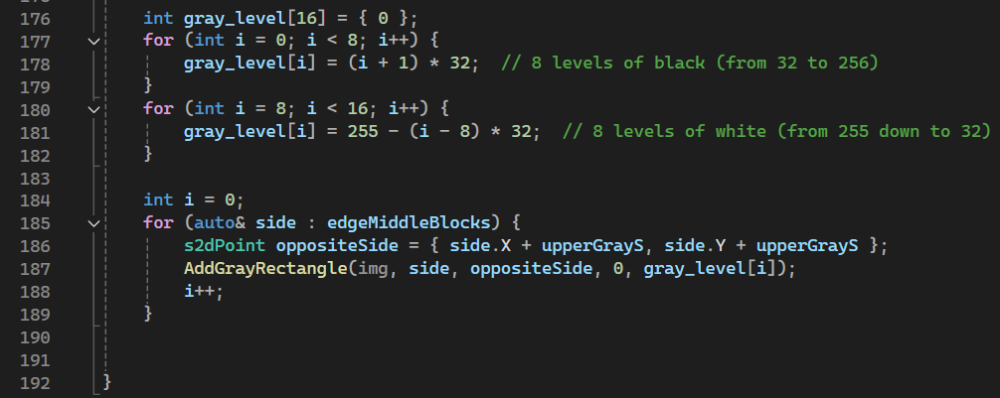 176 int gray_level[16] = { 0 };
177 for (int i = 0; i < 8; i++) {
178 gray_level[i] = (i + 1) * 32; // 8 levels of black (from 32 to 256)
179 }
180 for (int i = 8; i < 16; i++) {
181 gray_level[i] = 255 - (i - 8) * 32; // 8 levels of white (from 255 down to 32)
182 }
183
184 int i = 0;
185 for (auto& side : edgeMiddleBlocks) {
186 s2dPoint oppositeSide = { side.X + upperGrayS, side.Y + upperGrayS };
187 AddGrayRectangle(img, side, oppositeSide, 0, gray_level[i]);
188 i++;
189 }
190
191
192 }